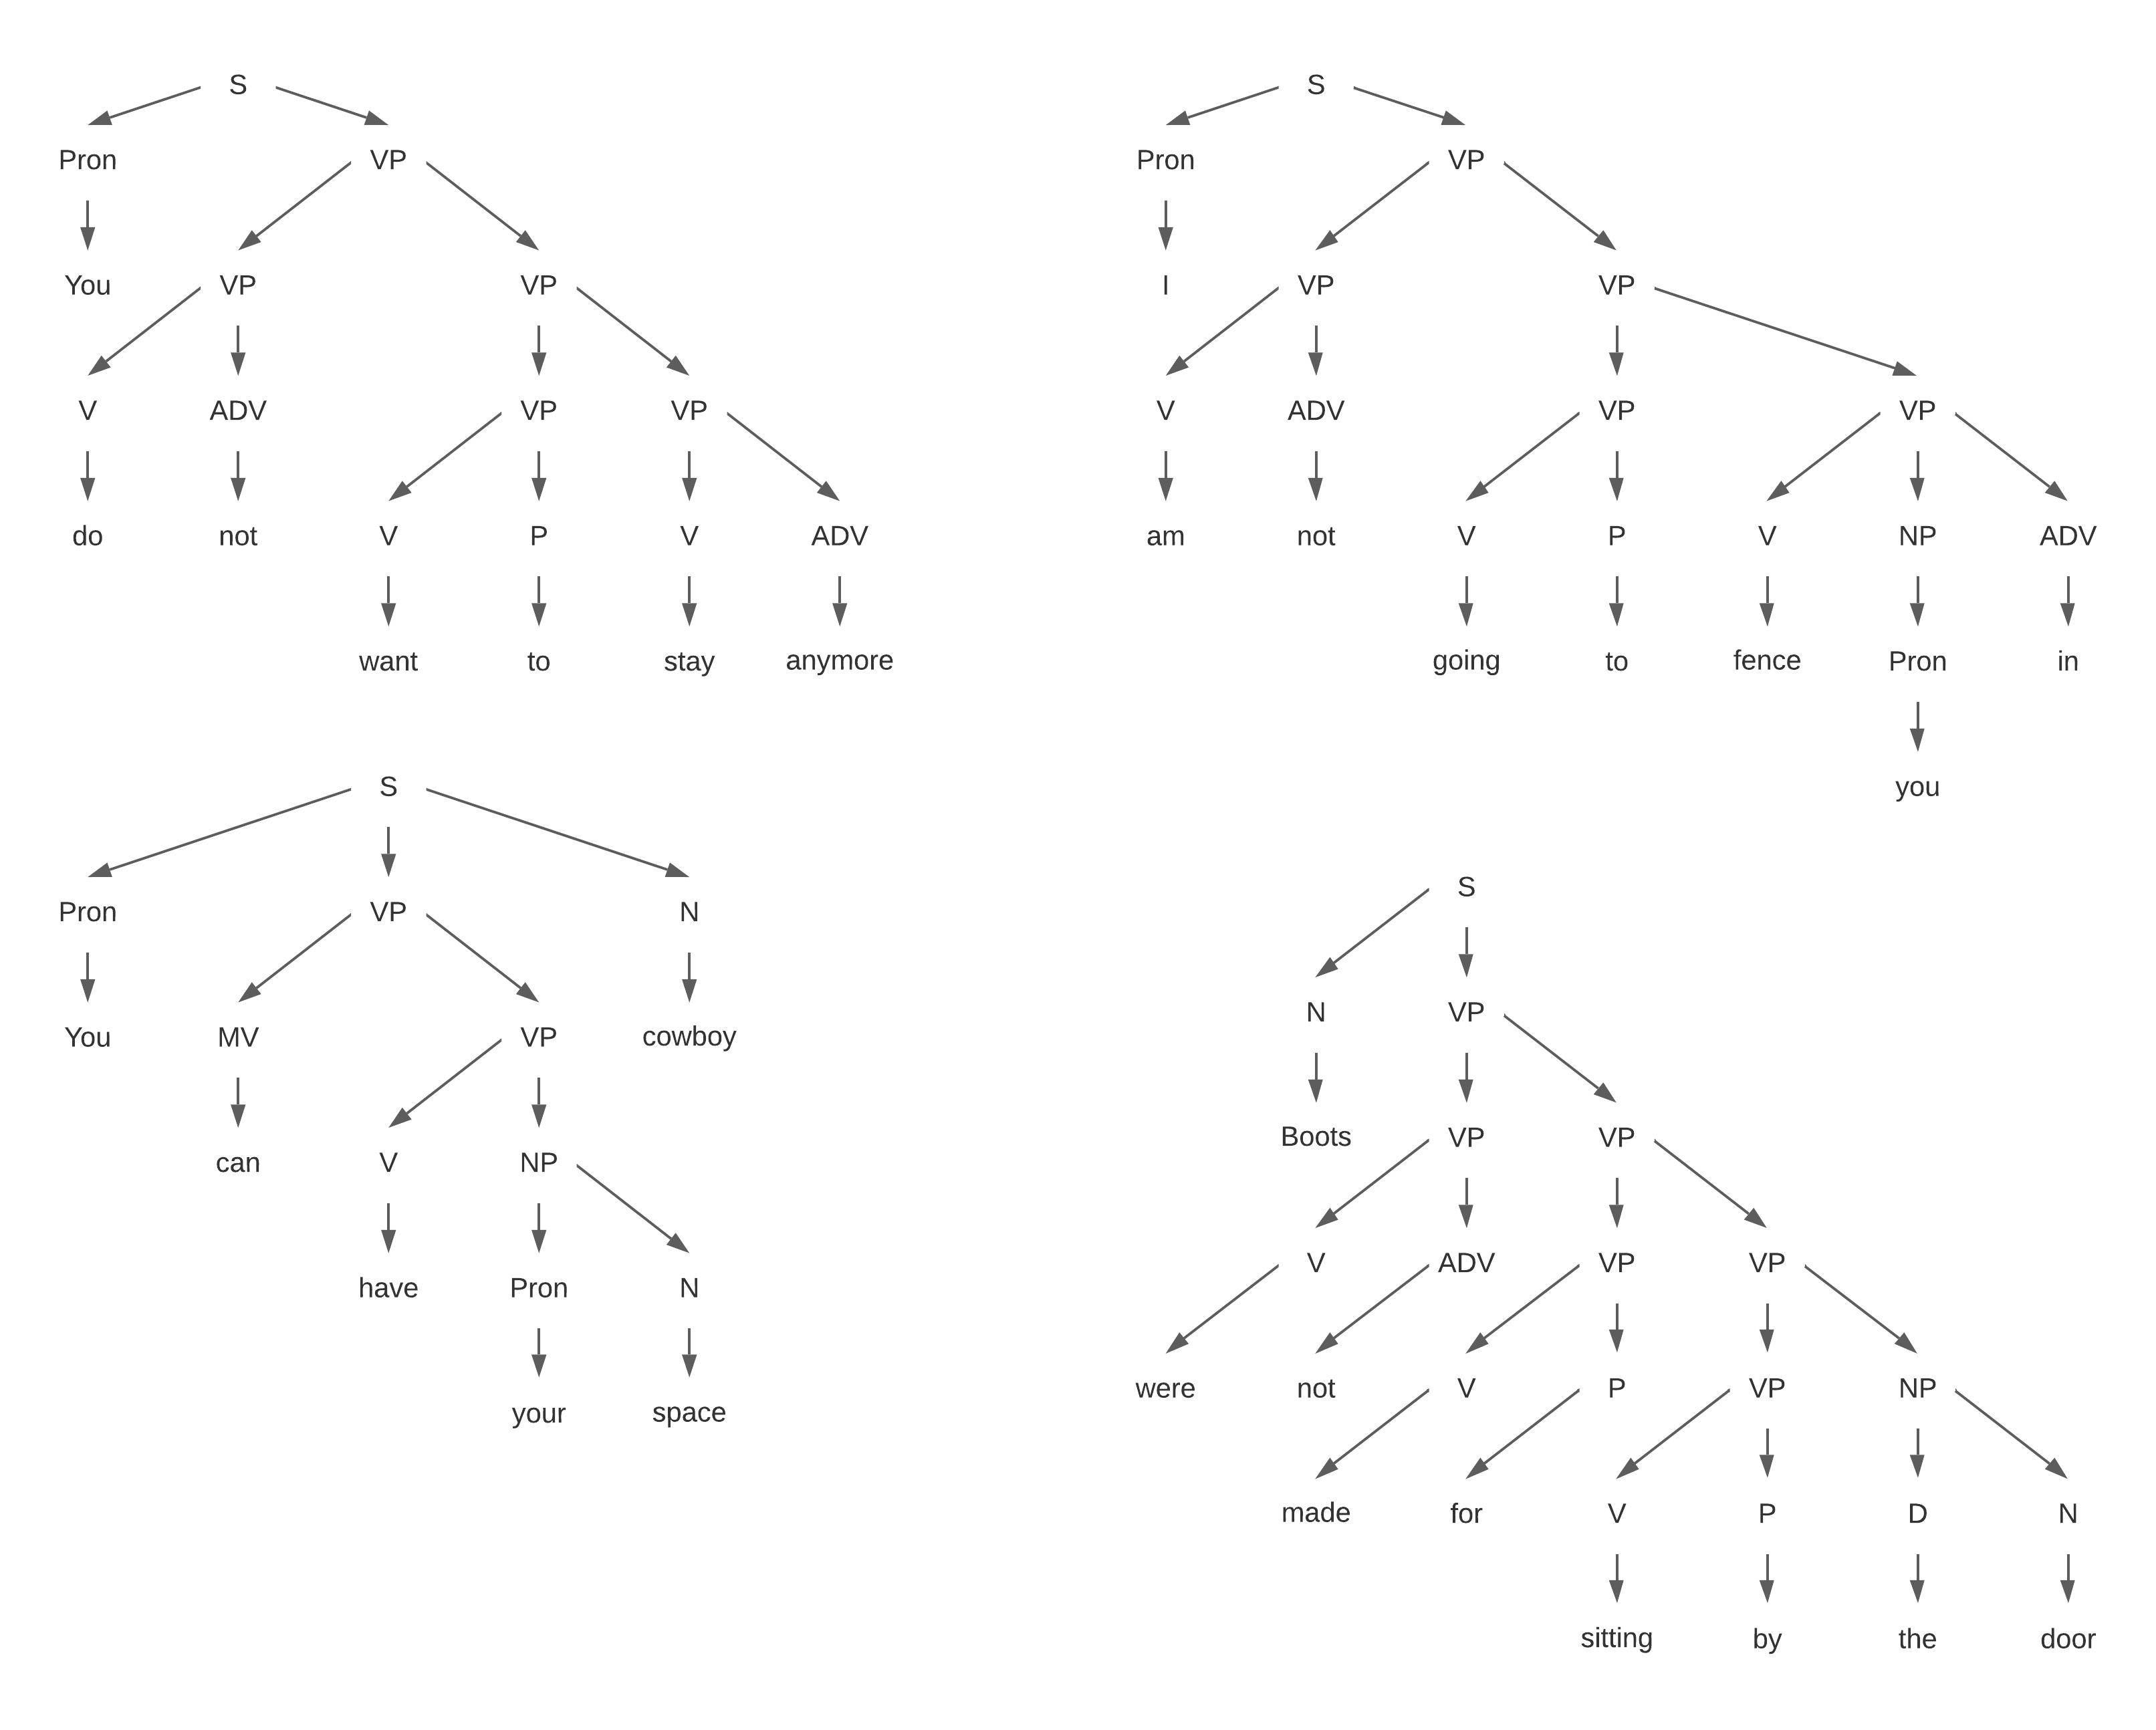 S
Pron VP
You VP VP
V ADV VP VP
do not V P V ADV
want to stay anymore
S
Pron VP
I VP VP
V ADV VP VP
am not V P V NP ADV
going to fence Pron in
you
S
Pron VP N
You MV VP cowboy
can V NP
have Pron N
your space
S
N VP
Boots VP VP
V ADV VP VP
were not V P VP NP
made for V P D N
sitting by the door